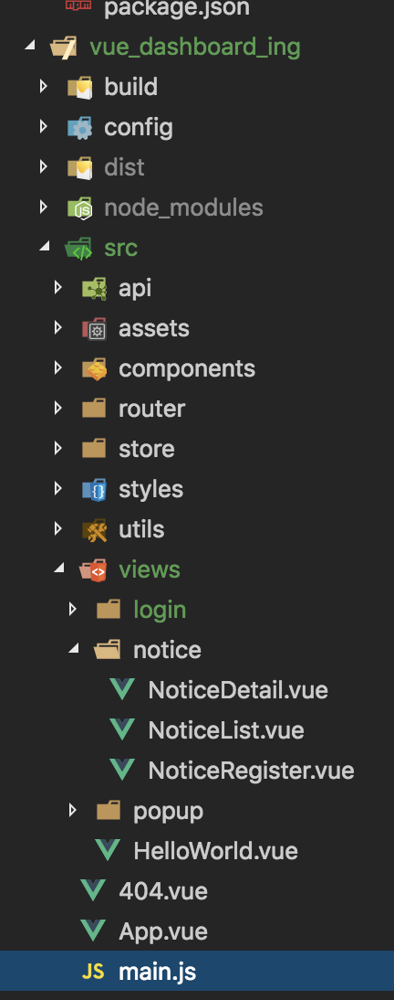 package.json
vue_dashboard_ing
build
config
dist
node_modules
src
api
assets
components
router
store
styles
utils
views
login
notice
NoticeDetail.vue
NoticeList.vue
NoticeRegister.vue
popup
HelloWorld.vue
404.vue
App.vue
JS main.js